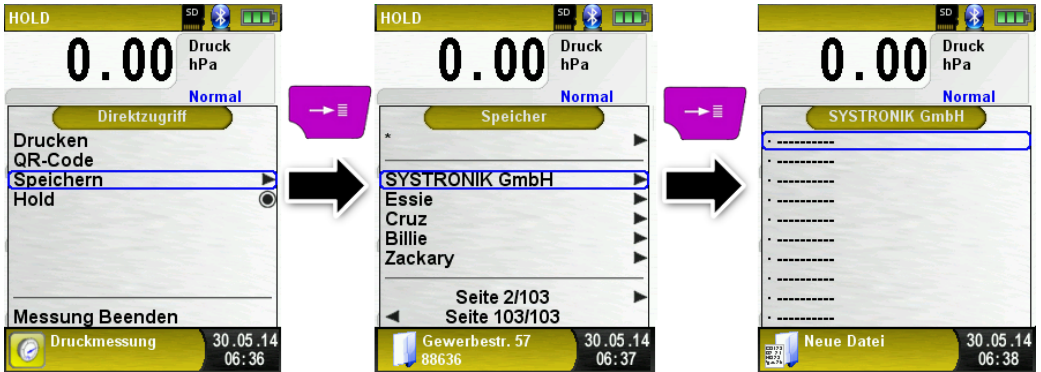 HOLD
SD
0.00
Druck
hPa
Normal
Direktzugriff
Drucken
QR-Code
Speichern
Hold
Messung Beenden
Druckmessung
30.05.14
06:36
HOLD
SD
0.00
Druck
hPa
Normal
Speicher
*
SYSTRONIK GmbH
Essie
Cruz
Billie
Zackary
Seite 2/103
Seite 103/103
Gewerbestr. 57
88636
30.05.14
06:37
SD
0.00
Druck
hPa
Normal
SYSTRONIK GmbH
. ----------
. ----------
. ----------
. ----------
. ----------
. ----------
. ----------
. ----------
. ----------
. ----------
Neue Datei
30.05.14
06:38